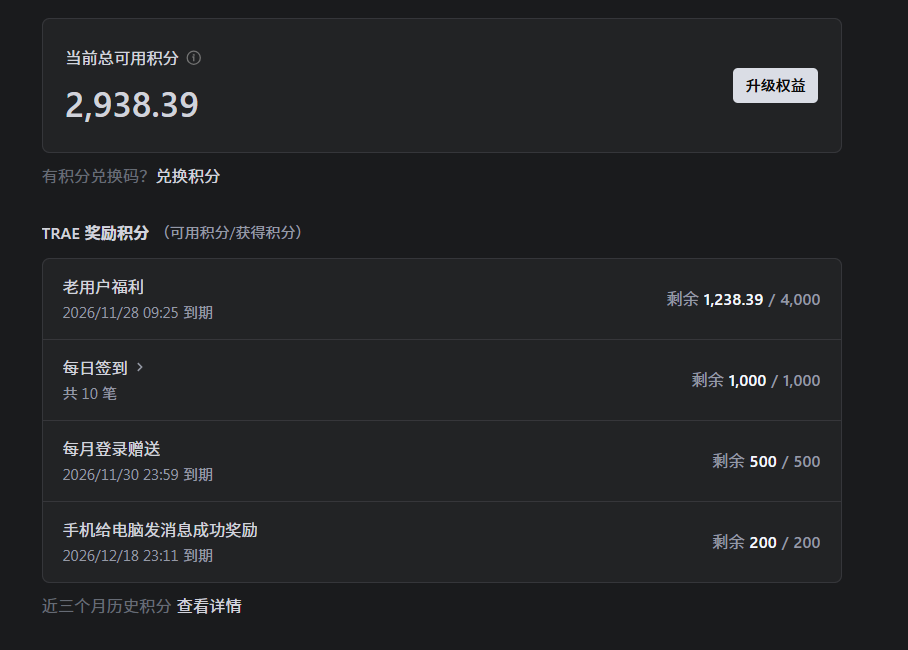 当前总可用积分
2,938.39
升级权益
有积分兑换码? 兑换积分
TRAE 奖励积分 (可用积分/获得积分)
老用户福利
2026/11/28 09:25 到期
剩余 1,238.39 / 4,000
每日签到
共 10 笔
剩余 1,000 / 1,000
每月登录赠送
2026/11/30 23:59 到期
剩余 500 / 500
手机给电脑发消息成功奖励
2026/12/18 23:11 到期
剩余 200 / 200
近三个月历史积分 查看详情